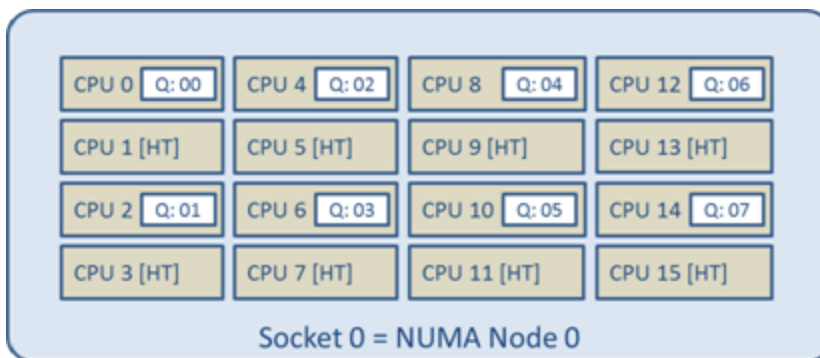 CPU 0 Q: 00 CPU 4 Q: 02 CPU 8 Q: 04 CPU 12 Q: 06
CPU 1 [HT] CPU 5 [HT] CPU 9 [HT] CPU 13 [HT]
CPU 2 Q: 01 CPU 6 Q: 03 CPU 10 Q: 05 CPU 14 Q: 07
CPU 3 [HT] CPU 7 [HT] CPU 11 [HT] CPU 15 [HT]
Socket 0 = NUMA Node 0